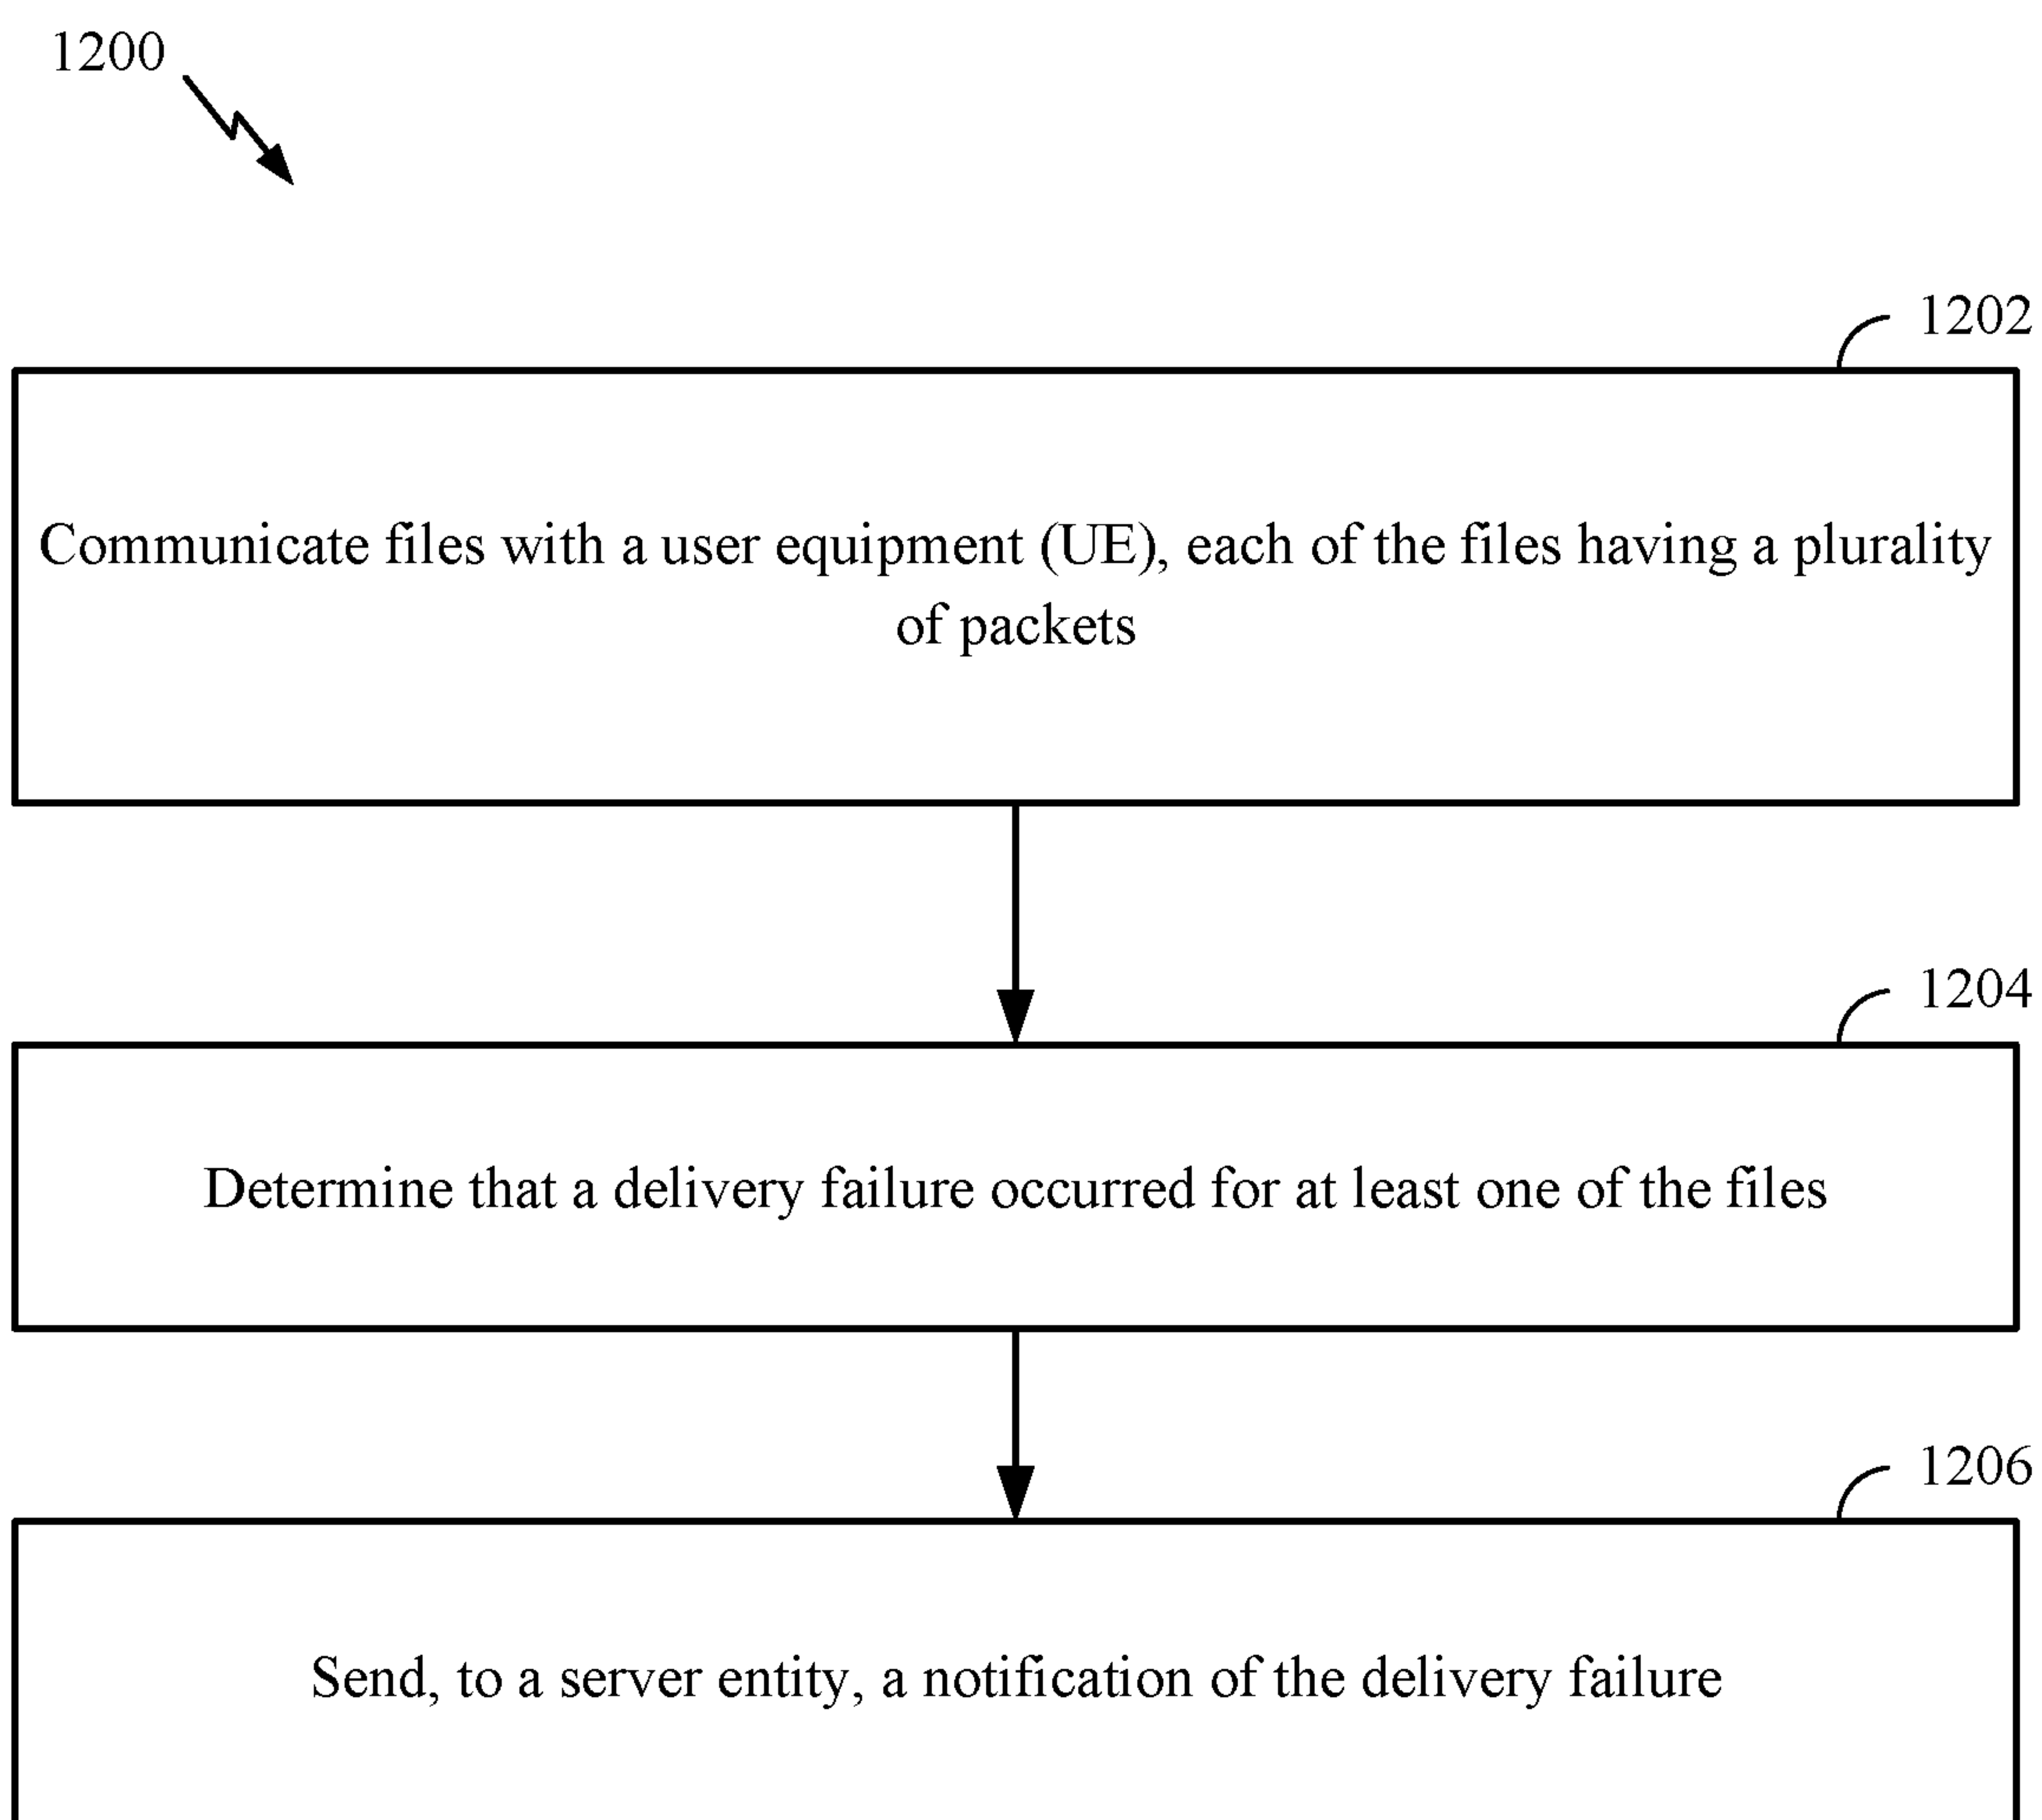 1200
1202
Communicate files with a user equipment (UE), each of the files having a plurality
of packets
1204
Determine that a delivery failure occurred for at least one of the files
1206
Send, to a server entity, a notification of the delivery failure